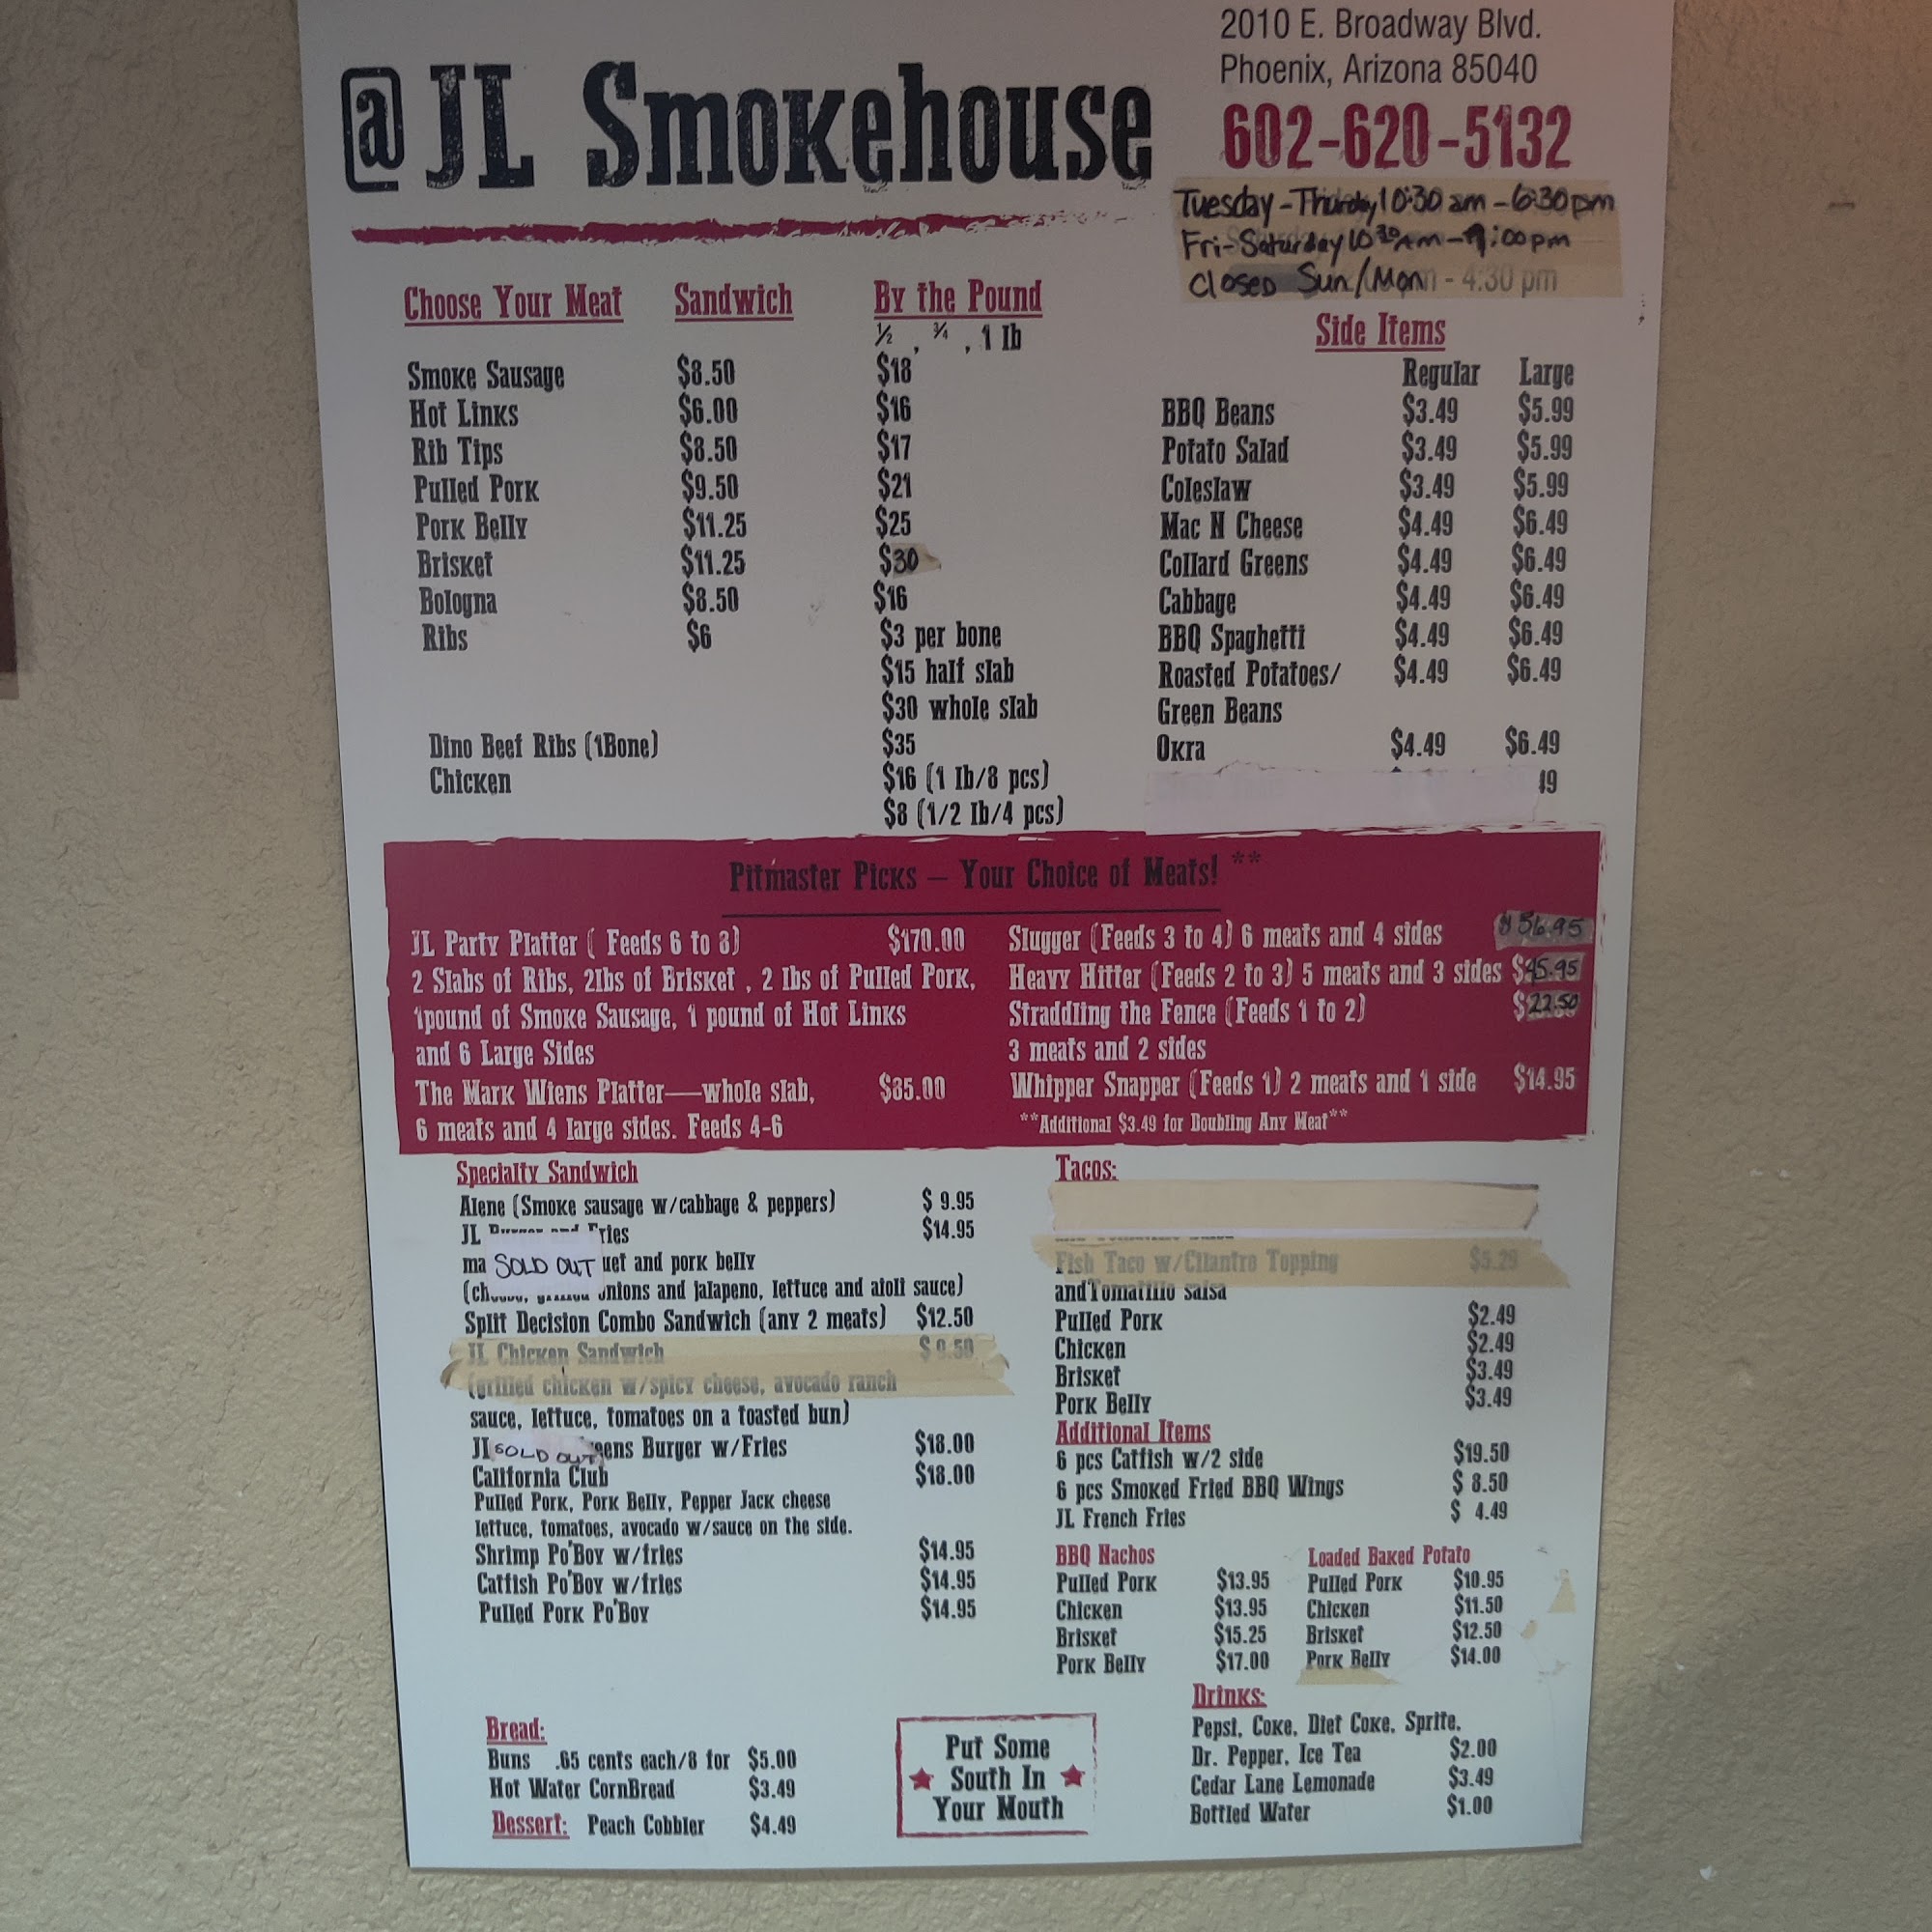 @JL Smokehouse
2010 E. Broadway Blvd.
Phoenix, Arizona 85040
602-620-5132
Tuesday - Thursday 10:30 am - 6:30 pm
Fri - Saturday 10 30 AM - 9:00 pm
Closed Sun/Mon - 4:30 pm
Choose Your Meat Sandwich By the Pound
½ , ¾ , 1 lb
Smoke Sausage $8.50 $18
Hot Links $6.00 $16
Rib Tips $8.50 $17
Pulled Pork $9.50 $21
Pork Belly $11.25 $25
Brisket $11.25 $30
Bologna $8.50 $16
Ribs $6 $3 per bone
$15 half slab
$30 whole slab
Dino Beef Ribs (1Bone) $35
Chicken $16 (1 lb/8 pcs)
$8 (1/2 lb/4 pcs)
Side Items
Regular Large
BBQ Beans $3.49 $5.99
Potato Salad $3.49 $5.99
Coleslaw $3.49 $5.99
Mac N Cheese $4.49 $6.49
Collard Greens $4.49 $6.49
Cabbage $4.49 $6.49
BBQ Spaghetti $4.49 $6.49
Roasted Potatoes/ $4.49 $6.49
Green Beans
Okra $4.49 $6.49
49
Pitmaster Picks – Your Choice of Meats! **
JL Party Platter ( Feeds 6 to 8) $170.00
2 Slabs of Ribs, 2lbs of Brisket , 2 lbs of Pulled Pork,
1pound of Smoke Sausage, 1 pound of Hot Links
and 6 Large Sides
The Mark Wiens Platter—whole slab, $85.00
6 meats and 4 large sides. Feeds 4-6
Slugger (Feeds 3 to 4) 6 meats and 4 sides $56.95
Heavy Hitter (Feeds 2 to 3) 5 meats and 3 sides $45.95
Straddling the Fence (Feeds 1 to 2) $22.50
3 meats and 2 sides
Whipper Snapper (Feeds 1) 2 meats and 1 side $14.95
**Additional $3.49 for Doubling Any Meat**
Specialty Sandwich
Alene (Smoke sausage w/cabbage & peppers) $ 9.95
JL Burger and Fries $14.95
SOLD OUT and pork belly
onions and jalapeno, lettuce and aioli sauce)
Split Decision Combo Sandwich (any 2 meats) $12.50
JL Chicken Sandwich $ 9.50
(grilled chicken w/spicy cheese, avocado ranch
sauce, lettuce, tomatoes on a toasted bun)
SOLD OUT Burger w/Fries $18.00
California Club $18.00
Pulled Pork, Pork Belly, Pepper Jack cheese
lettuce, tomatoes, avocado w/sauce on the side.
Shrimp Po'Boy w/fries $14.95
Catfish Po'Boy w/fries $14.95
Pulled Pork Po'Boy $14.95
Tacos:
Fish Taco w/Cilantro Topping $5.29
and Tomatillo salsa
Pulled Pork $2.49
Chicken $2.49
Brisket $3.49
Pork Belly $3.49
Additional Items
6 pcs Catfish w/2 side $19.50
6 pcs Smoked Fried BBQ Wings $ 8.50
JL French Fries $ 4.49
BBQ Nachos
Pulled Pork $13.95
Chicken $13.95
Brisket $15.25
Pork Belly $17.00
Loaded Baked Potato
Pulled Pork $10.95
Chicken $11.50
Brisket $12.50
Pork Belly $14.00
Bread:
Buns .65 cents each/8 for $5.00
Hot Water CornBread $3.49
Dessert: Peach Cobbler $4.49
Put Some
South In
Your Mouth
Drinks:
Pepsi, Coke, Diet Coke, Sprite,
Dr. Pepper, Ice Tea $2.00
Cedar Lane Lemonade $3.49
Bottled Water $1.00